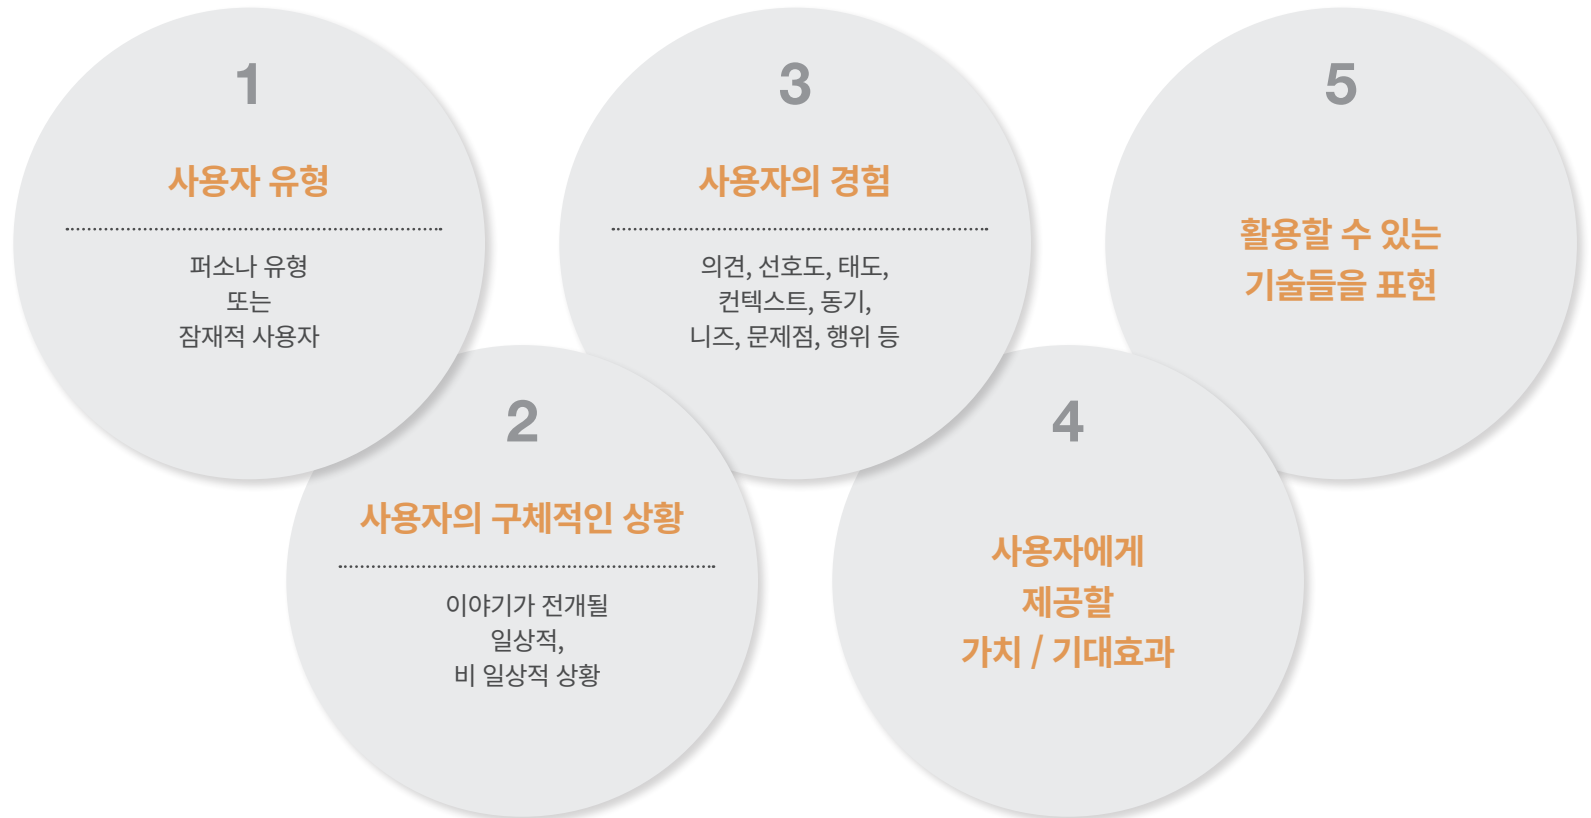 1
사용자 유형
퍼소나 유형
또는
잠재적 사용자
2
사용자의 구체적인 상황
이야기가 전개될
일상적,
비 일상적 상황
3
사용자의 경험
의견, 선호도, 태도,
컨텍스트, 동기,
니즈, 문제점, 행위 등
4
사용자에게
제공할
가치 / 기대효과
5
활용할 수 있는
기술들을 표현